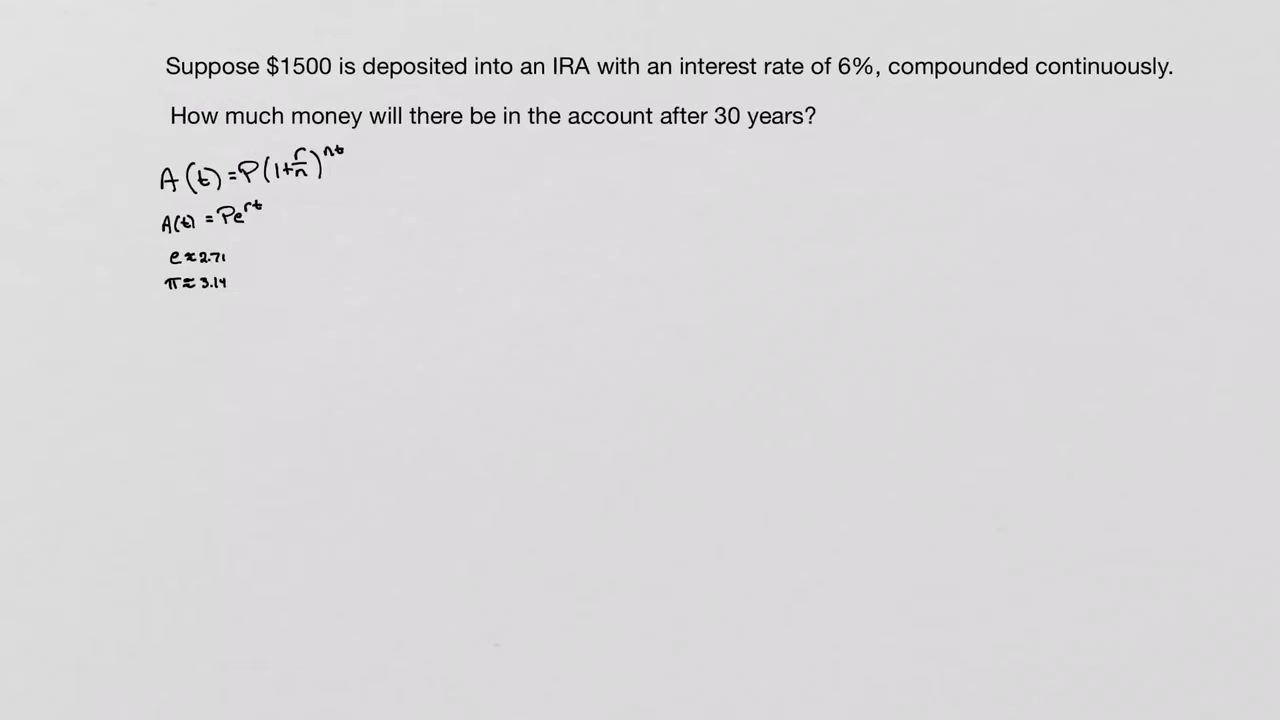 Suppose $1500 is deposited into an IRA with an interest rate of 6%, compounded continuously.
How much money will there be in the account after 30 years?
A(t)=P(1+r/n)^nt
A(t)=Pe^rt
e≈2.71
π≈3.14